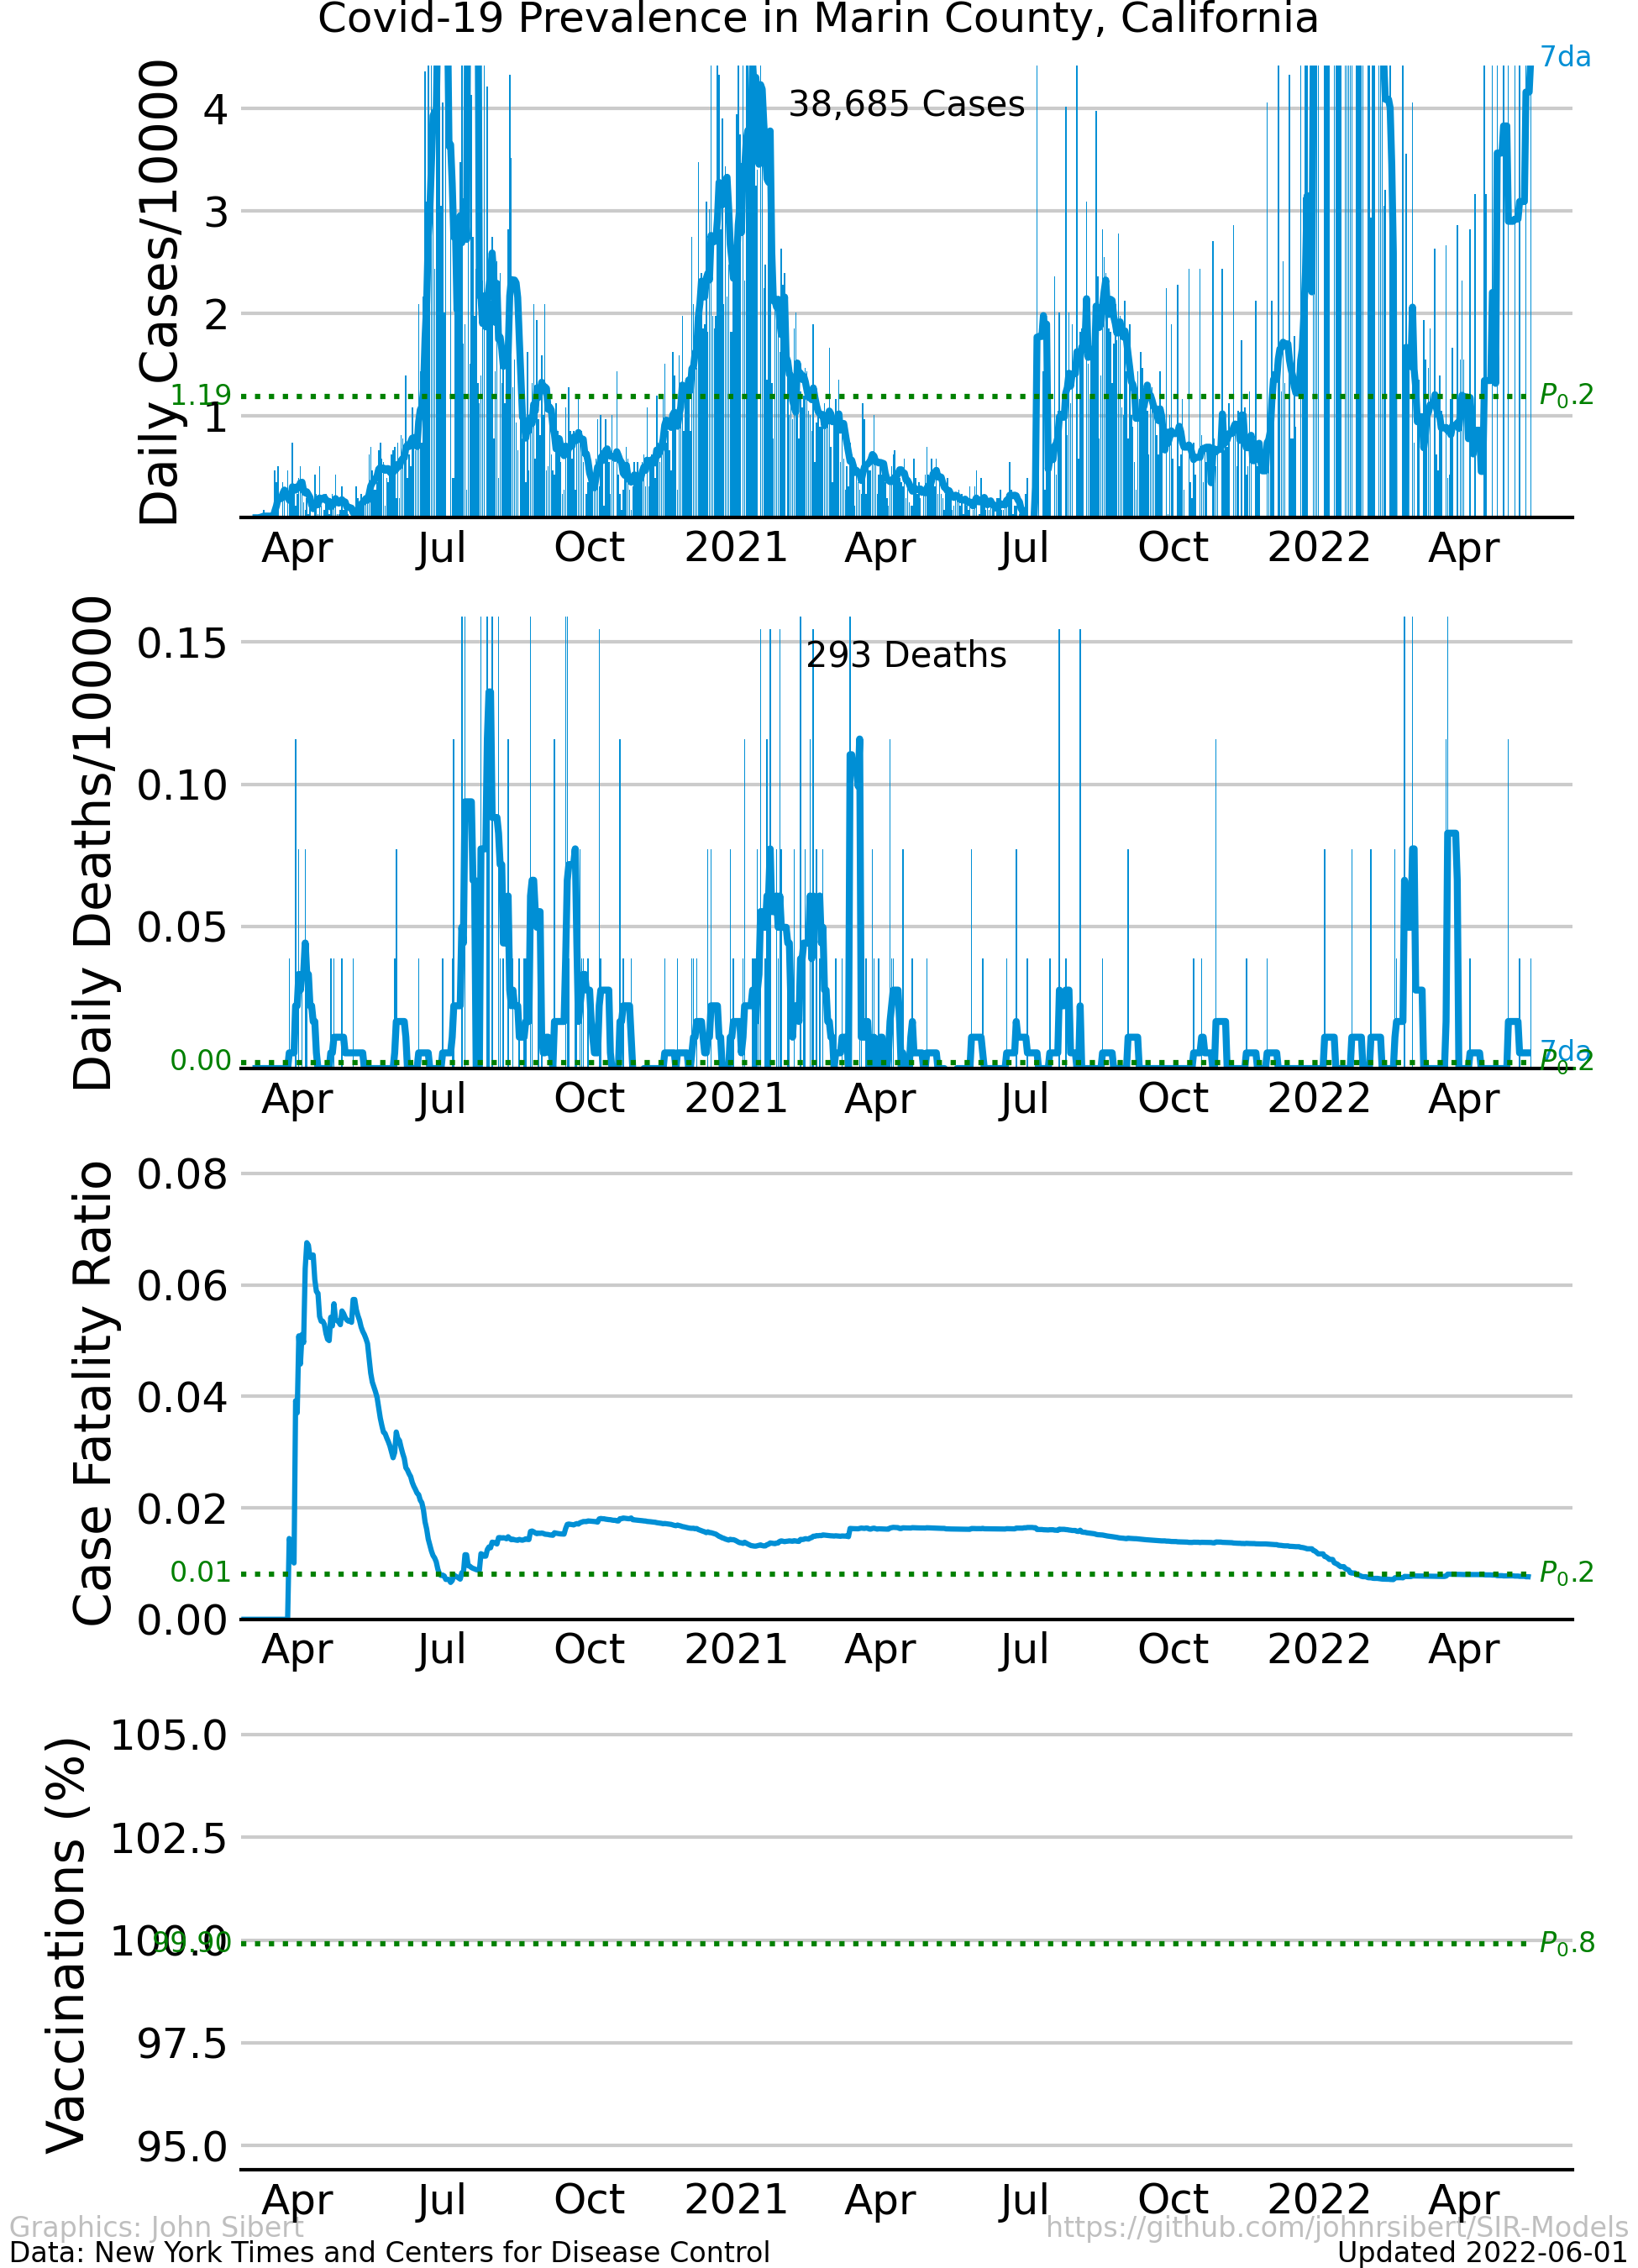 Covid-19 Prevalence in Marin County, California
Daily Cases/10000
4
3
2
1
1.19
38,685 Cases
7da
P₀.2
Apr Jul Oct 2021 Apr Jul Oct 2022 Apr
Daily Deaths/10000
0.15
0.10
0.05
0.00
293 Deaths
7da
P₀.2
Apr Jul Oct 2021 Apr Jul Oct 2022 Apr
Case Fatality Ratio
0.08
0.06
0.04
0.02
0.01
0.00
P₀.2
Apr Jul Oct 2021 Apr Jul Oct 2022 Apr
Vaccinations (%)
105.0
102.5
100.0
99.90
97.5
95.0
P₀.8
Apr Jul Oct 2021 Apr Jul Oct 2022 Apr
Graphics: John Sibert https://github.com/johnrsibert/SIR-Models
Data: New York Times and Centers for Disease Control Updated 2022-06-01